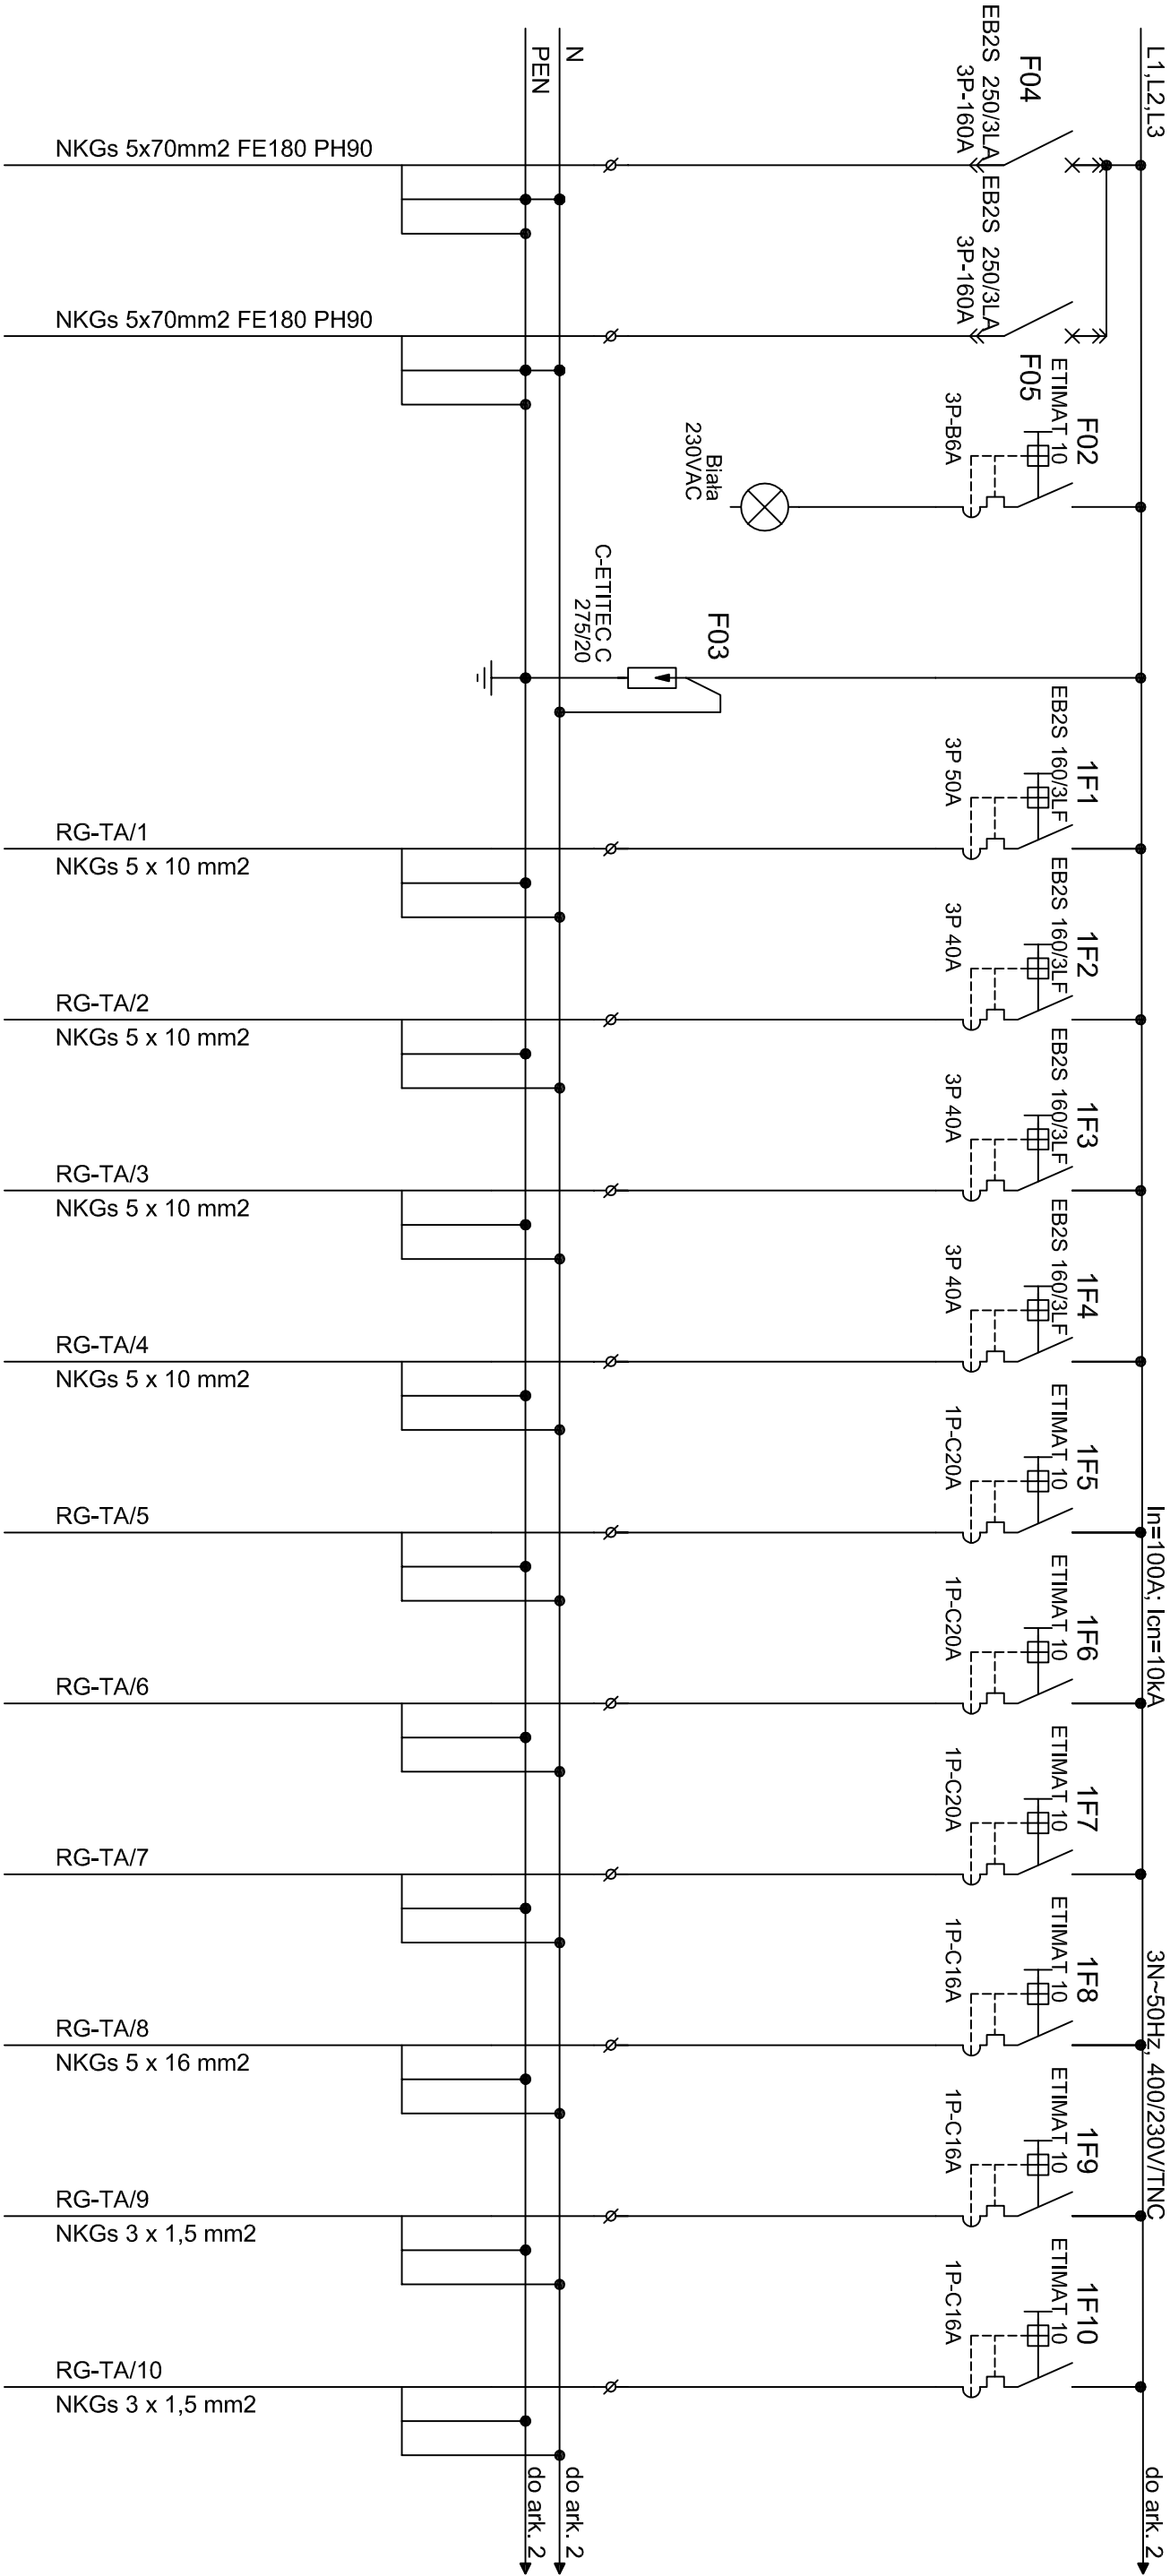 L1,L2,L3
In=100A; Icn=10kA
3N~50Hz, 400/230V/TNC
do ark. 2
N
do ark. 2
PEN
do ark. 2
F04
EB2S 250/3LA
3P-160A
NKGs 5x70mm2 FE180 PH90
EB2S 250/3LA
3P-160A
F05
NKGs 5x70mm2 FE180 PH90
F02
ETIMAT 10
3P-B6A
Biała
230VAC
F03
C-ETITEC C
275/20
1F1
EB2S 160/3LF
3P 50A
RG-TA/1
NKGs 5 x 10 mm2
1F2
EB2S 160/3LF
3P 40A
RG-TA/2
NKGs 5 x 10 mm2
1F3
EB2S 160/3LF
3P 40A
RG-TA/3
NKGs 5 x 10 mm2
1F4
EB2S 160/3LF
3P 40A
RG-TA/4
NKGs 5 x 10 mm2
1F5
ETIMAT 10
1P-C20A
RG-TA/5
1F6
ETIMAT 10
1P-C20A
RG-TA/6
1F7
ETIMAT 10
1P-C20A
RG-TA/7
1F8
ETIMAT 10
1P-C16A
RG-TA/8
NKGs 5 x 16 mm2
1F9
ETIMAT 10
1P-C16A
RG-TA/9
NKGs 3 x 1,5 mm2
1F10
ETIMAT 10
1P-C16A
RG-TA/10
NKGs 3 x 1,5 mm2